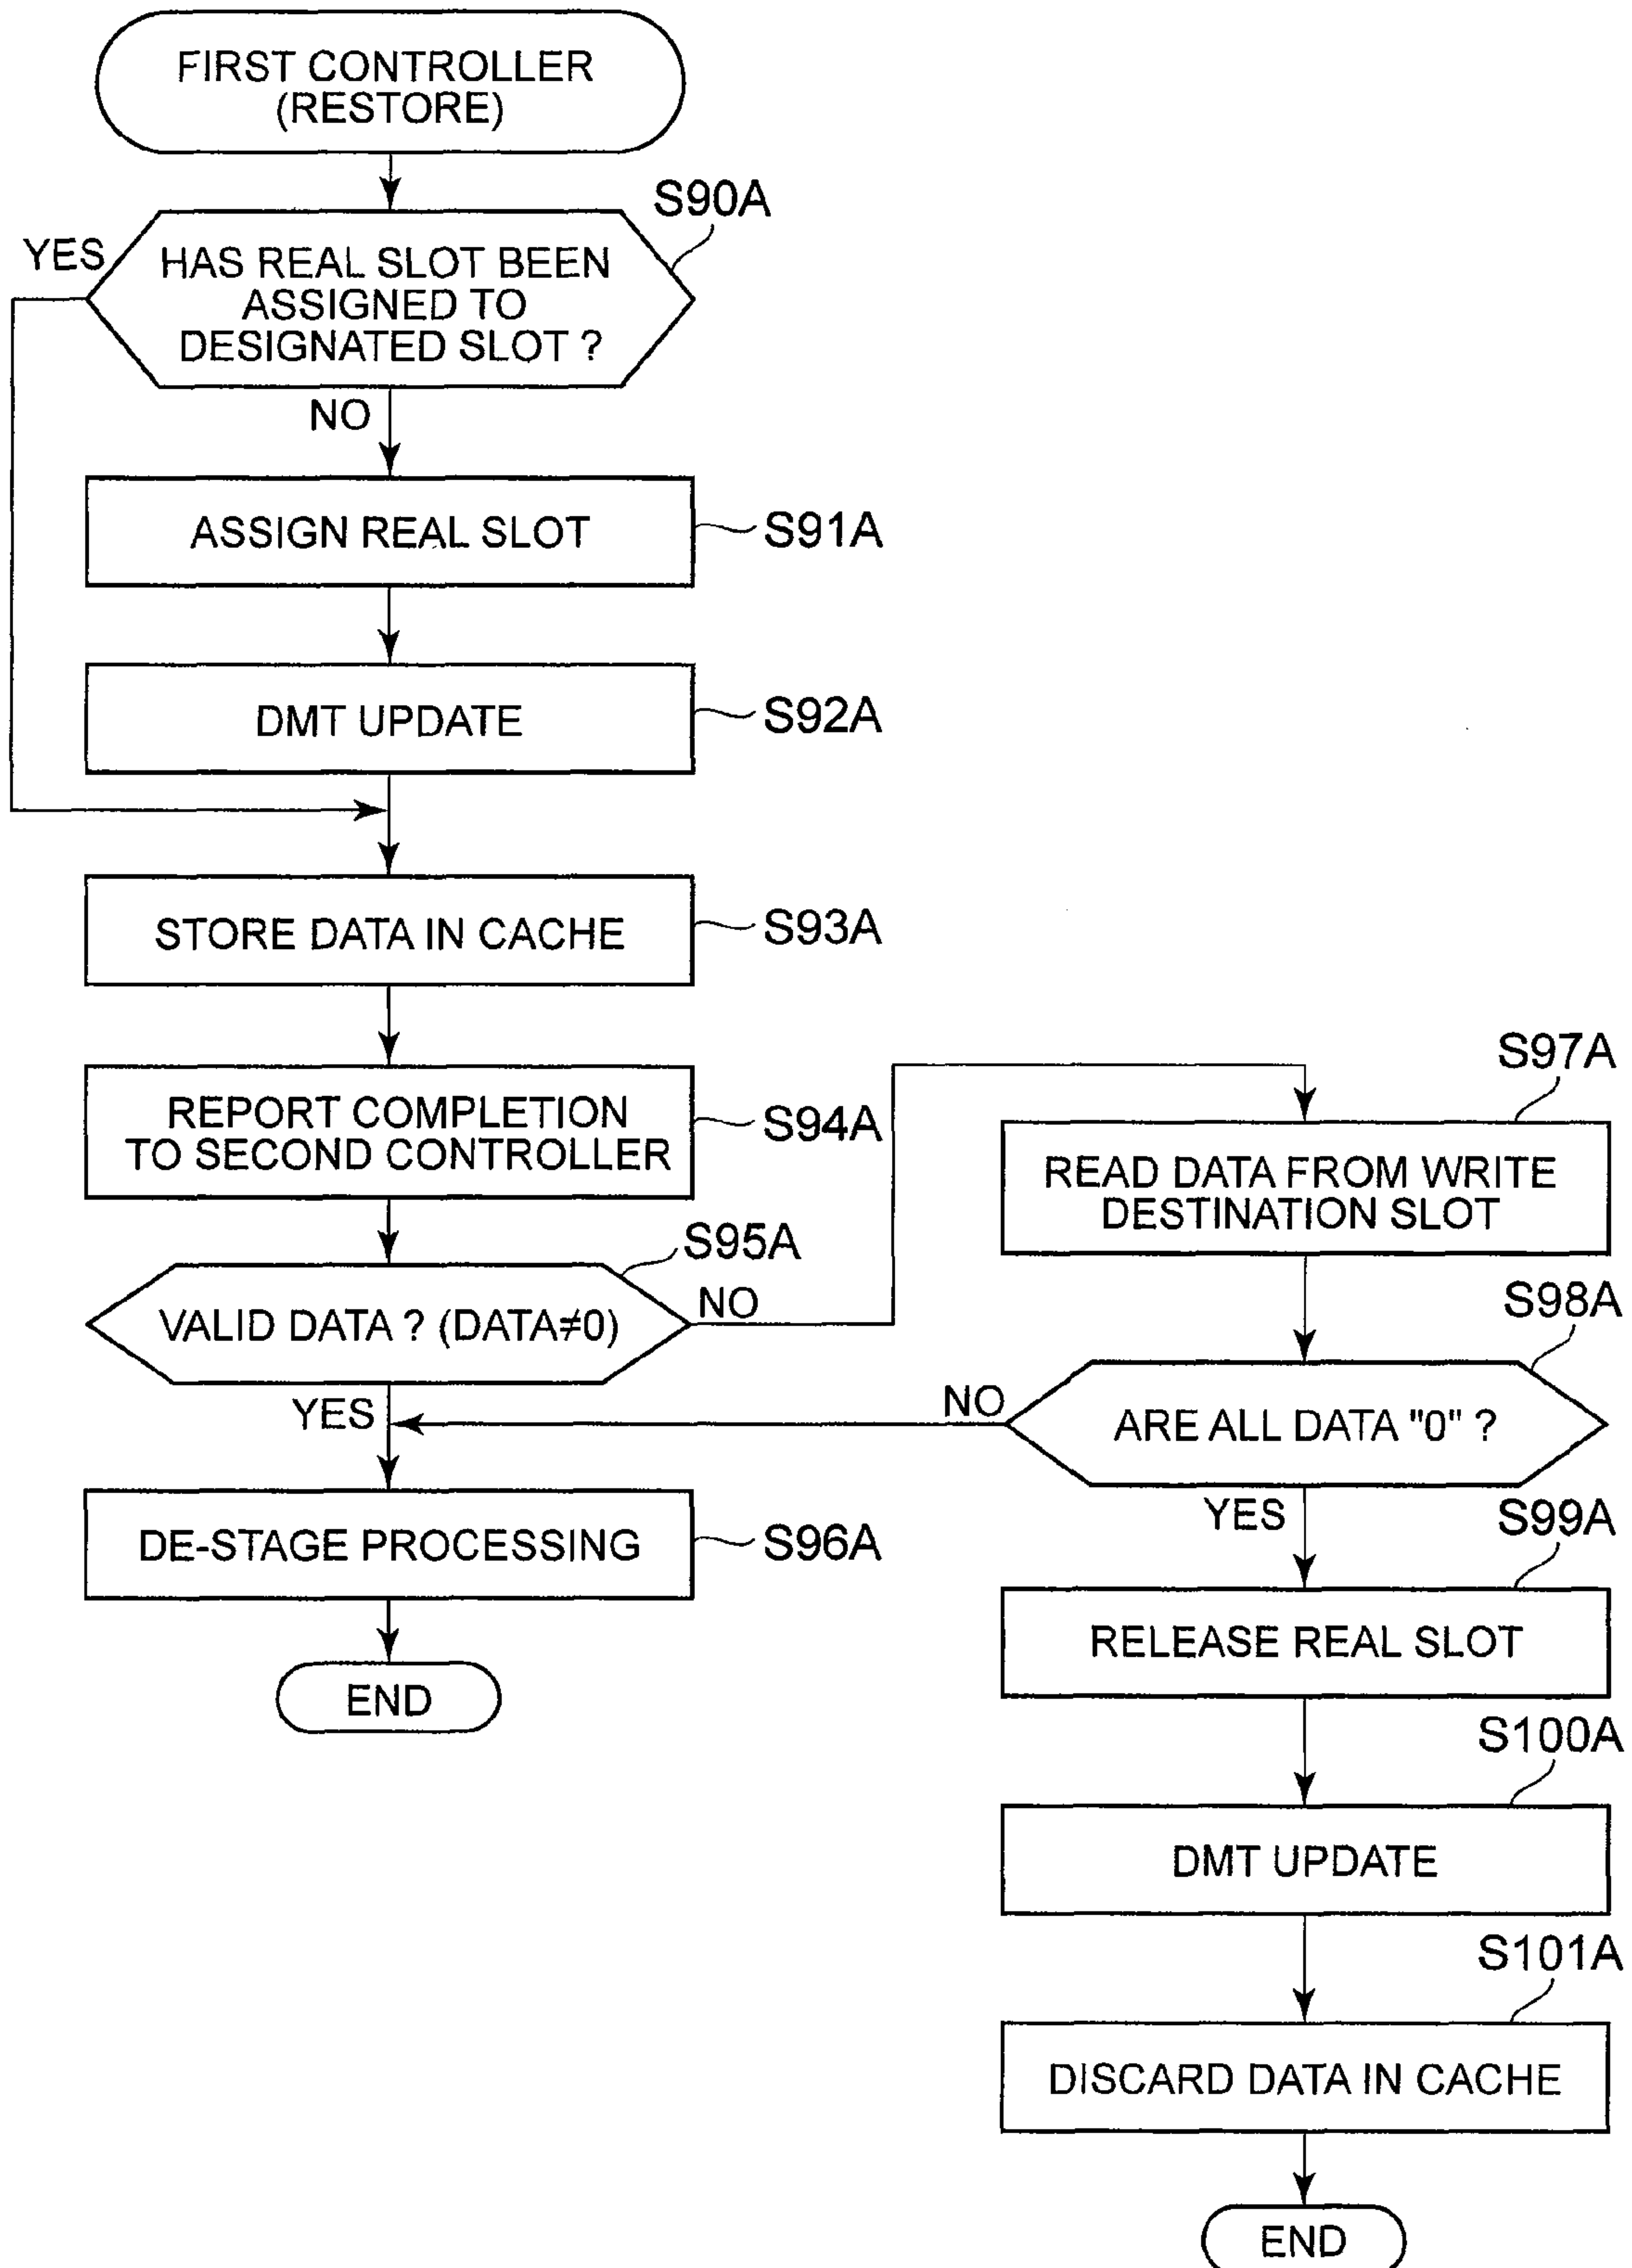 FIRST CONTROLLER
(RESTORE)
S90A
YES
HAS REAL SLOT BEEN
ASSIGNED TO
DESIGNATED SLOT ?
NO
ASSIGN REAL SLOT
S91A
DMT UPDATE
S92A
STORE DATA IN CACHE
S93A
REPORT COMPLETION
TO SECOND CONTROLLER
S94A
S95A
VALID DATA ? (DATA≠0)
NO
YES
DE-STAGE PROCESSING
S96A
END
S97A
READ DATA FROM WRITE
DESTINATION SLOT
S98A
NO
ARE ALL DATA "0" ?
YES
S99A
RELEASE REAL SLOT
S100A
DMT UPDATE
S101A
DISCARD DATA IN CACHE
END